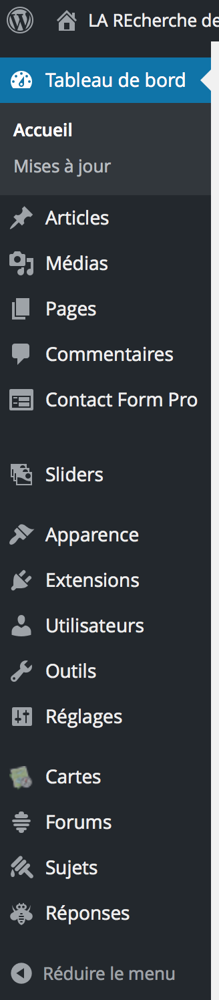 LA REcherche de
Tableau de bord
Accueil
Mises à jour
Articles
Médias
Pages
Commentaires
Contact Form Pro
Sliders
Apparence
Extensions
Utilisateurs
Outils
Réglages
Cartes
Forums
Sujets
Réponses
Réduire le menu